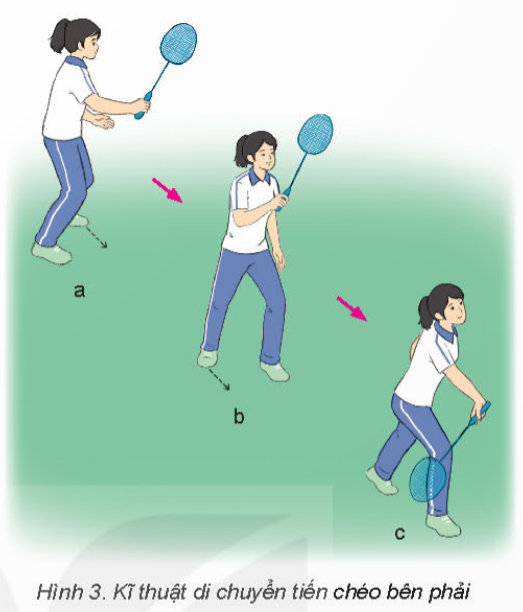 a
b
c
Hình 3. Kĩ thuật di chuyển tiến chéo bên phải